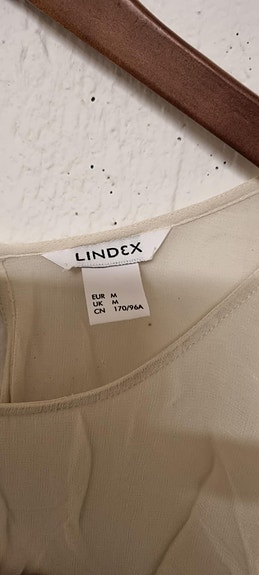 LINDEX
EUR M
UK M
CN 170/96A